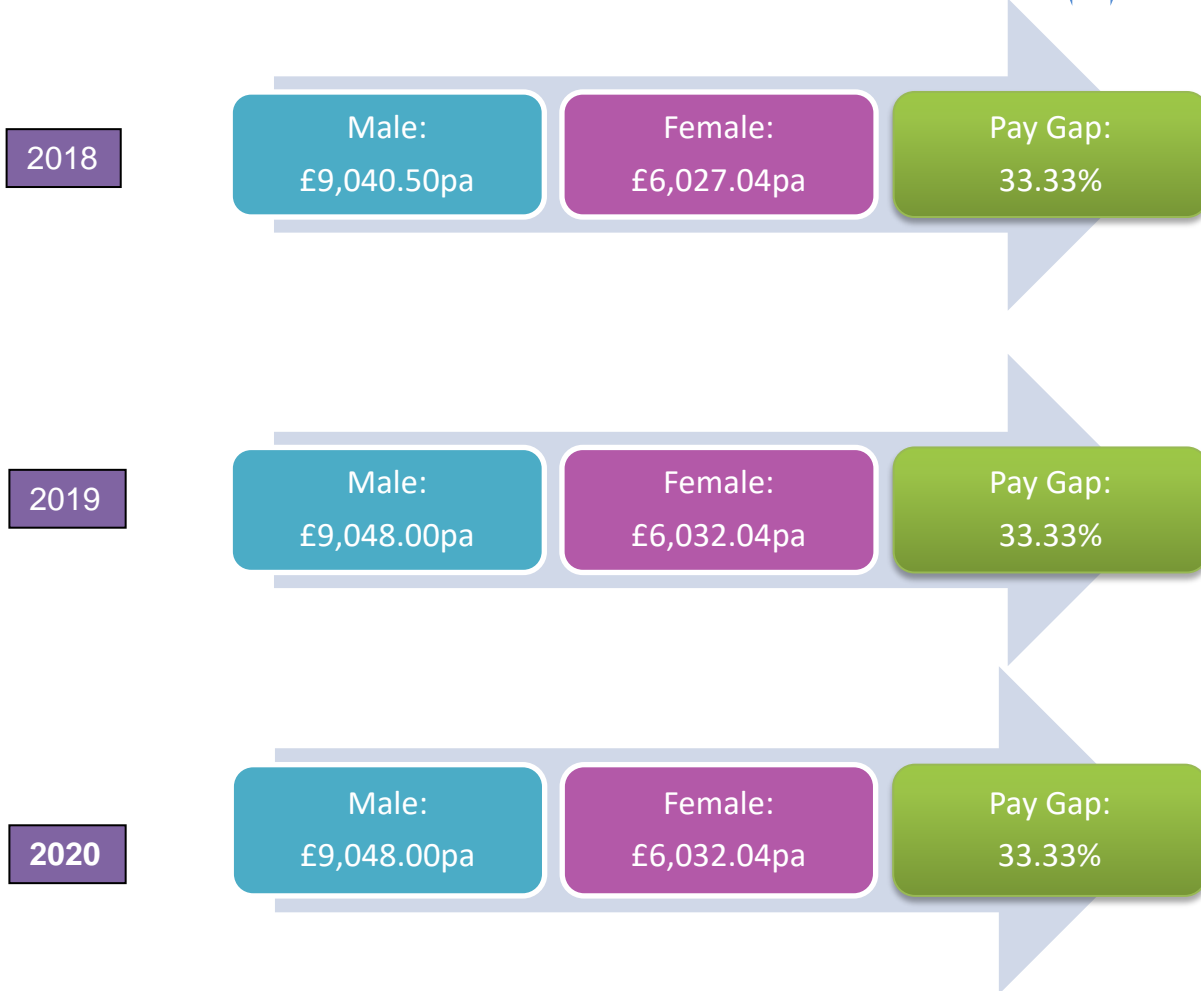 2018
Male:
£9,040.50pa
Female:
£6,027.04pa
Pay Gap:
33.33%
2019
Male:
£9,048.00pa
Female:
£6,032.04pa
Pay Gap:
33.33%
2020
Male:
£9,048.00pa
Female:
£6,032.04pa
Pay Gap:
33.33%